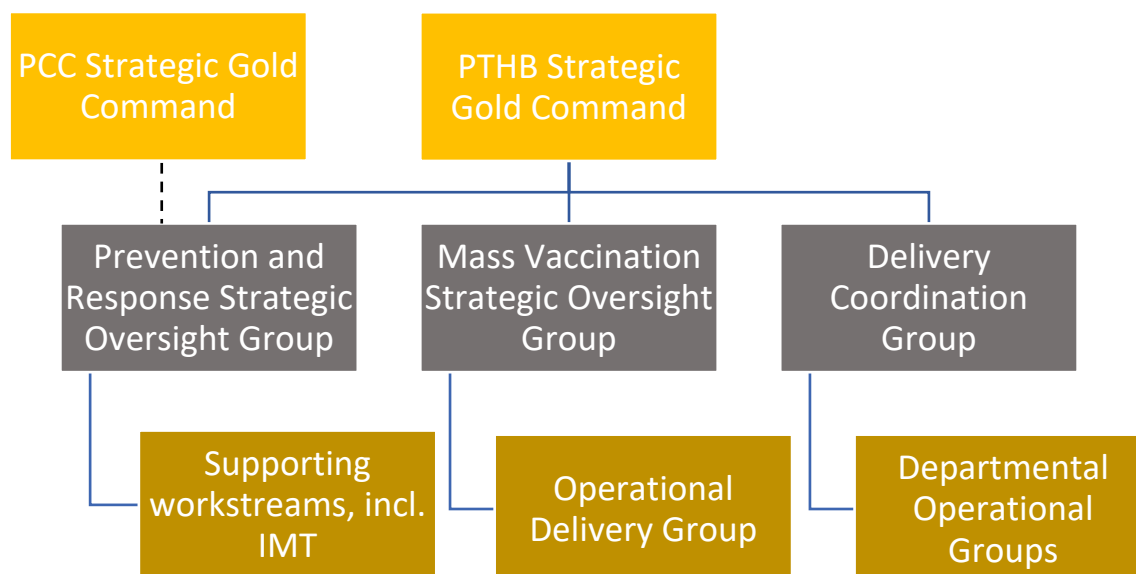 PCC Strategic Gold
Command
PTHB Strategic
Gold Command
Prevention and
Response Strategic
Oversight Group
Mass Vaccination
Strategic Oversight
Group
Delivery
Coordination
Group
Supporting
workstreams, incl.
IMT
Operational
Delivery Group
Departmental
Operational
Groups